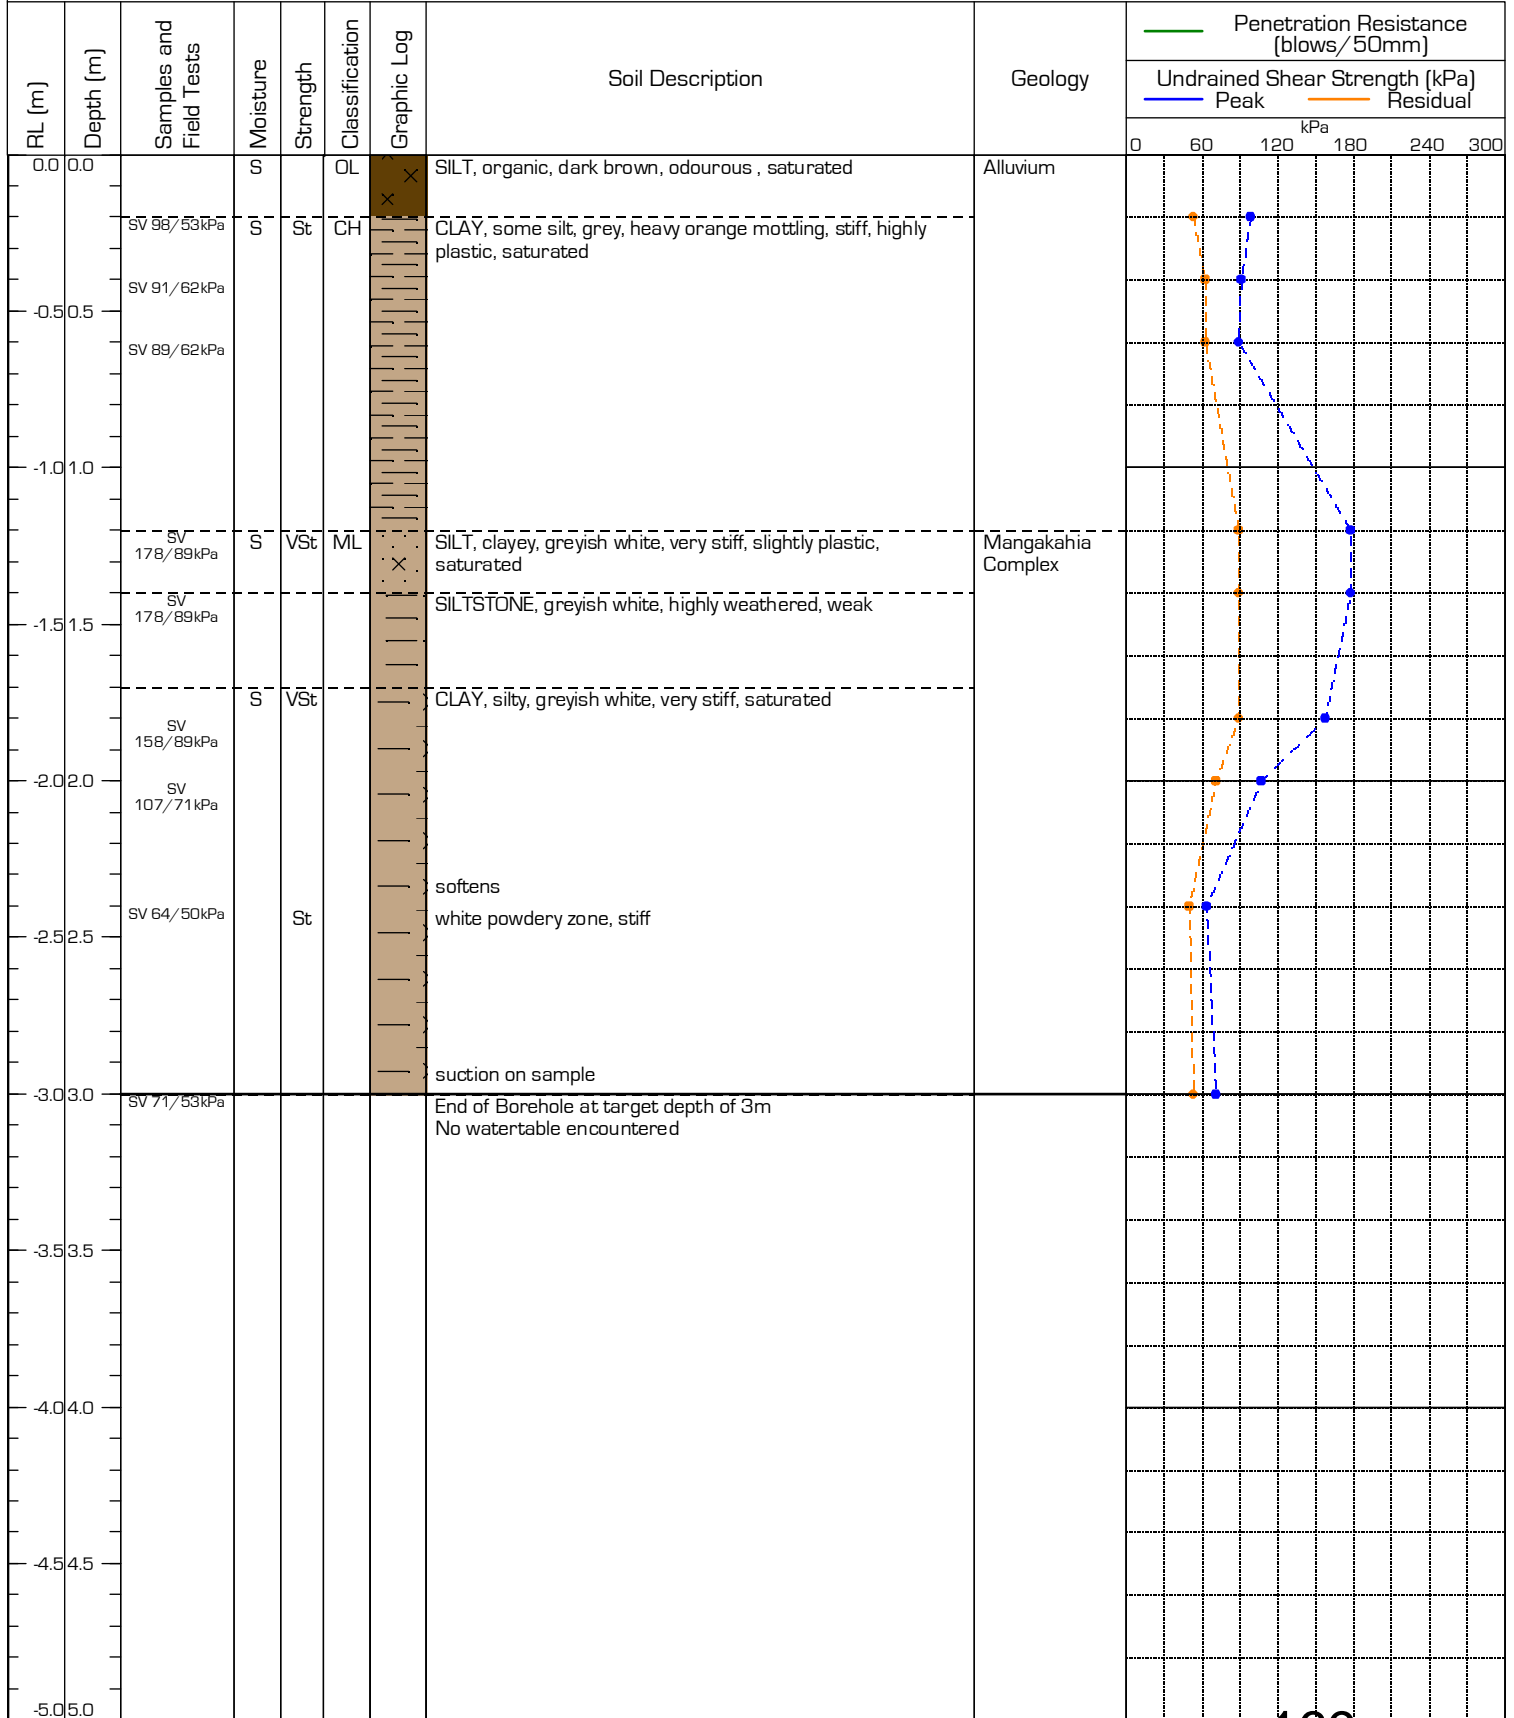 RL (m)
Depth (m)
Samples and
Field Tests
Moisture
Strength
Classification
Graphic Log
Soil Description
Geology
Penetration Resistance
(blows/50mm)
Undrained Shear Strength (kPa)
Peak Residual
kPa
0 60 120 180 240 300
0.0 0.0 S OL SILT, organic, dark brown, odourous , saturated Alluvium
SV 98/53kPa S St CH CLAY, some silt, grey, heavy orange mottling, stiff, highly
plastic, saturated
SV 91/62kPa
-0.5 0.5
SV 89/62kPa
-1.0 1.0
SV
178/89kPa
S VSt ML SILT, clayey, greyish white, very stiff, slightly plastic,
saturated
Mangakahia
Complex
SV
178/89kPa
SILTSTONE, greyish white, highly weathered, weak
-1.5 1.5
S VSt CLAY, silty, greyish white, very stiff, saturated
SV
158/89kPa
-2.0 2.0
SV
107/71kPa
softens
SV 64/50kPa St white powdery zone, stiff
-2.5 2.5
suction on sample
-3.0 3.0
SV 71/53kPa
End of Borehole at target depth of 3m
No watertable encountered
-3.5 3.5
-4.0 4.0
-4.5 4.5
-5.0 5.0